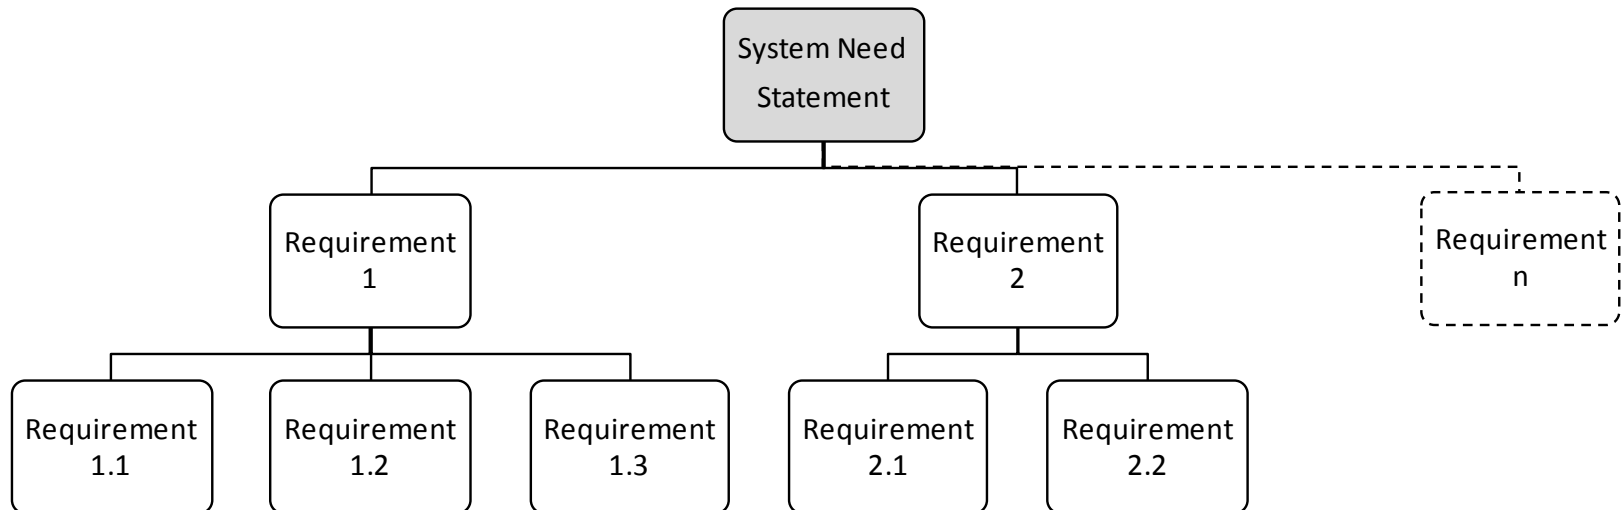 System Need
Statement
Requirement
1
Requirement
2
Requirement
n
Requirement
1.1
Requirement
1.2
Requirement
1.3
Requirement
2.1
Requirement
2.2